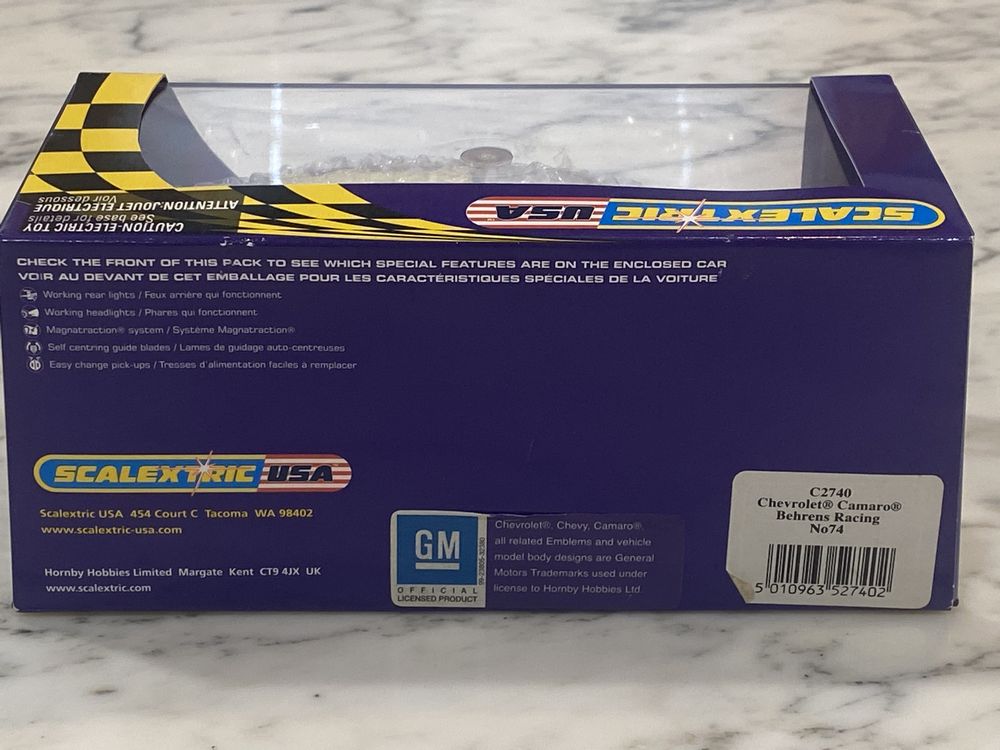 CAUTION-ELECTRIC TOY
See base for details
ATTENTION-JOUET ELECTRIQUE
Voir dessous
SCALEXTRIC USA
CHECK THE FRONT OF THIS PACK TO SEE WHICH SPECIAL FEATURES ARE ON THE ENCLOSED CAR
VOIR AU DEVANT DE CET EMBALLAGE POUR LES CARACTÉRISTIQUES SPÉCIALES DE LA VOITURE
Working rear lights / Feux arrière qui fonctionnent
Working headlights / Phares qui fonctionnent
Magnatraction® system / Système Magnatraction®
Self centring guide blades / Lames de guidage auto-centreuses
Easy change pick-ups / Tresses d'alimentation faciles à remplacer
SCALEXTRIC USA
Scalextric USA 454 Court C Tacoma WA 98402
www.scalextric-usa.com
Hornby Hobbies Limited Margate Kent CT9 4JX UK
www.scalextric.com
GM
OFFICIAL
LICENSED PRODUCT
Chevrolet®, Chevy, Camaro®,
all related Emblems and vehicle
model body designs are General
Motors Trademarks used under
license to Hornby Hobbies Ltd.
C2740
Chevrolet® Camaro®
Behrens Racing
No74
5 010963 527402